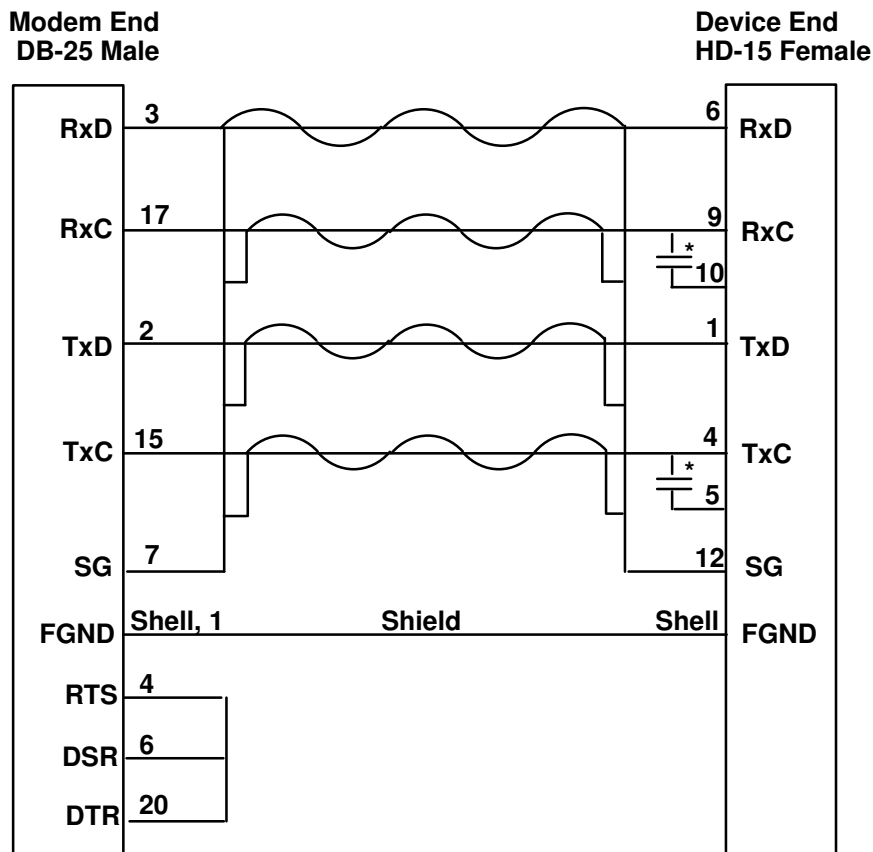 Modem End
DB-25 Male
Device End
HD-15 Female
RxD 3 6 RxD
RxC 17 9 RxC
* 10
TxD 2 1 TxD
TxC 15 4 TxC
* 5
SG 7 12 SG
FGND Shell, 1 Shield Shell FGND
RTS 4
DSR 6
DTR 20